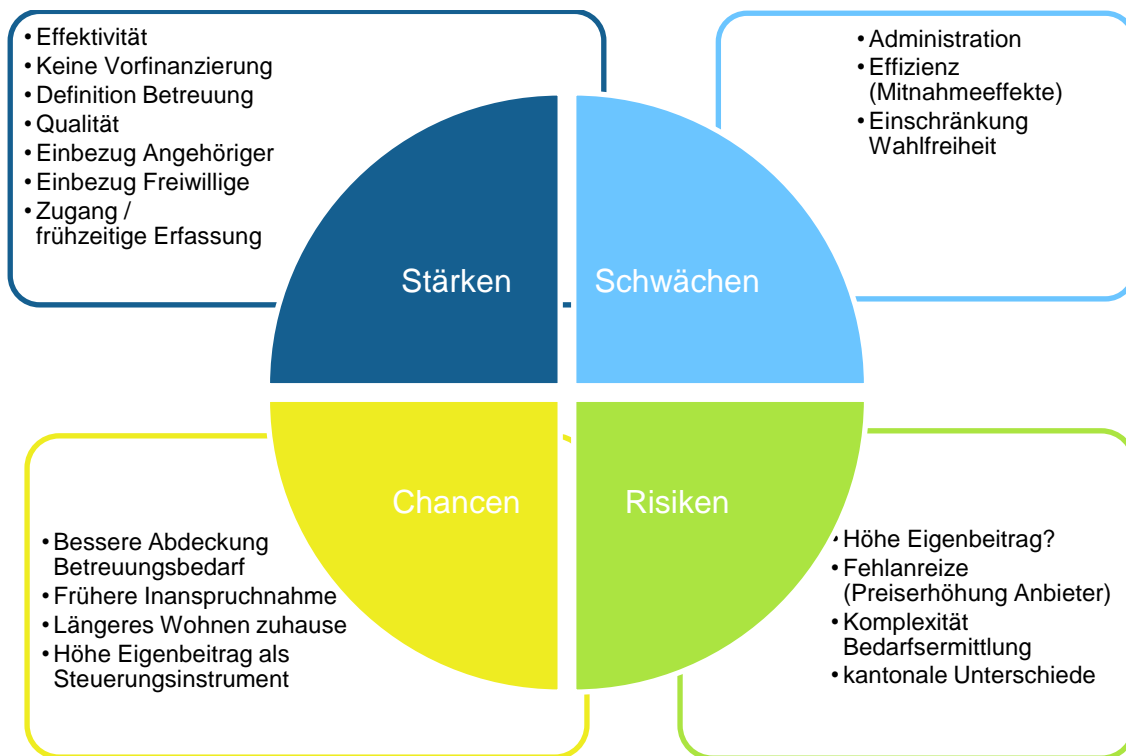 • Effektivität
• Keine Vorfinanzierung
• Definition Betreuung
• Qualität
• Einbezug Angehöriger
• Einbezug Freiwillige
• Zugang /
frühzeitige Erfassung
• Administration
• Effizienz
(Mitnahmeeffekte)
• Einschränkung
Wahlfreiheit
Stärken
Schwächen
Chancen
Risiken
• Bessere Abdeckung
Betreuungsbedarf
• Frühere Inanspruchnahme
• Längeres Wohnen zuhause
• Höhe Eigenbeitrag als
Steuerungsinstrument
• Höhe Eigenbeitrag?
• Fehlanreize
(Preiserhöhung Anbieter)
• Komplexität
Bedarfsermittlung
• kantonale Unterschiede